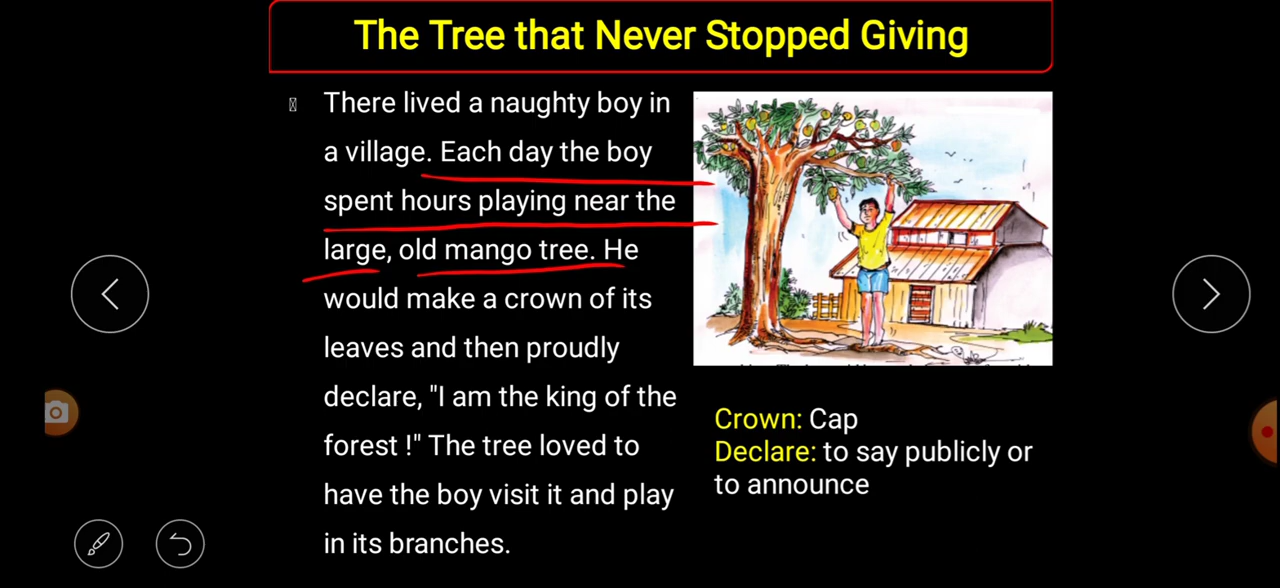 The Tree that Never Stopped Giving
There lived a naughty boy in
a village. Each day the boy
spent hours playing near the
large, old mango tree. He
would make a crown of its
leaves and then proudly
declare, "I am the king of the
forest !" The tree loved to
have the boy visit it and play
in its branches.
Crown: Cap
Declare: to say publicly or
to announce